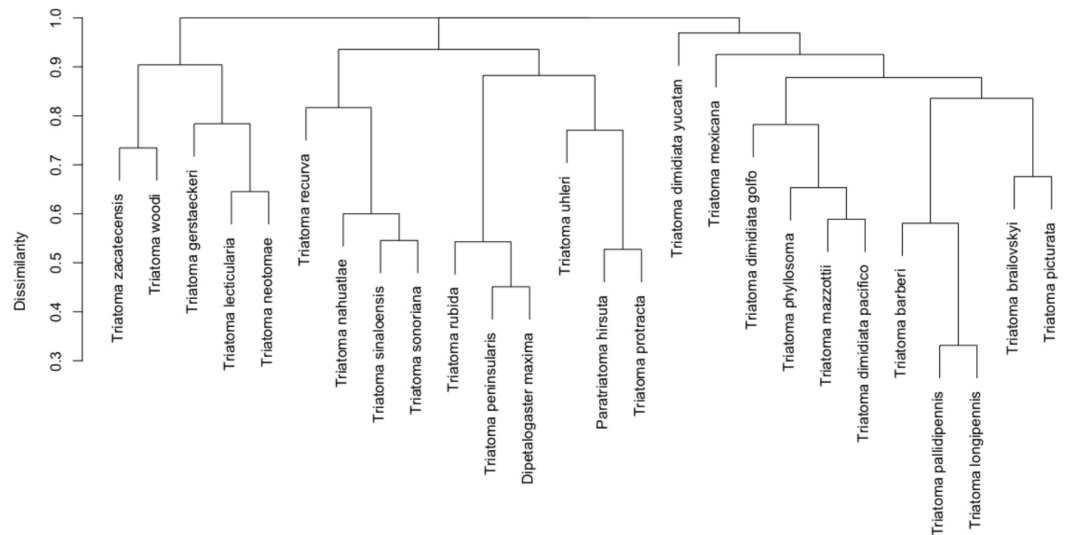 Dissimilarity
1.0
0.9
0.8
0.7
0.6
0.5
0.4
0.3
Triatoma zacatecensis
Triatoma woodi
Triatoma gerstaeckeri
Triatoma lecticularia
Triatoma neotomae
Triatoma recurva
Triatoma nahuatlae
Triatoma sinaloensis
Triatoma sonoriana
Triatoma rubida
Triatoma peninsularis
Dipetalogaster maxima
Triatoma uhleri
Paratriatoma hirsuta
Triatoma protracta
Triatoma dimidiata yucatan
Triatoma mexicana
Triatoma dimidiata golfo
Triatoma phyllosoma
Triatoma mazzottii
Triatoma dimidiata pacifico
Triatoma barberi
Triatoma pallidipennis
Triatoma longipennis
Triatoma brailovskyi
Triatoma picturata